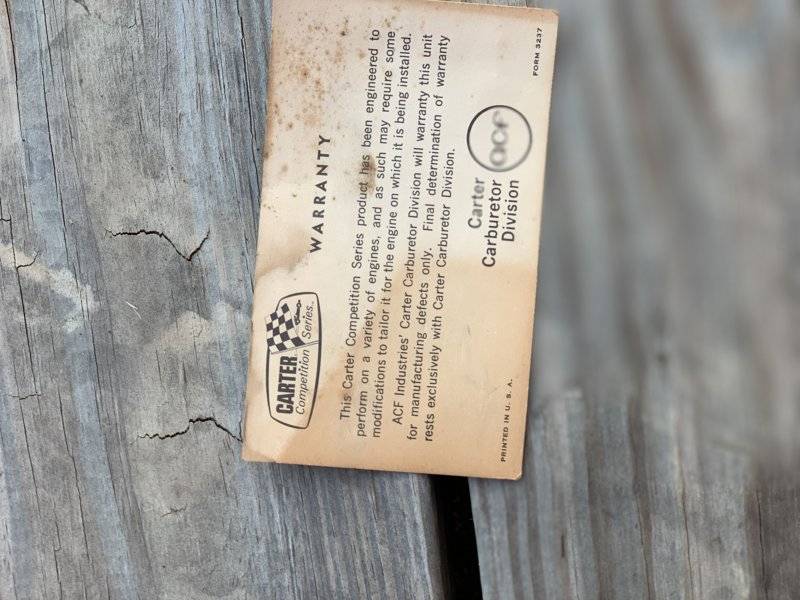 CARTER
Competition Series™
WARRANTY
This Carter Competition Series product has been engineered to
perform on a variety of engines, and as such may require some
modifications to tailor it for the engine on which it is being installed.
ACF Industries' Carter Carburetor Division will warranty this unit
for manufacturing defects only. Final determination of warranty
rests exclusively with Carter Carburetor Division.
Carter
Carburetor
Division
acf
PRINTED IN U. S. A.
FORM 3237